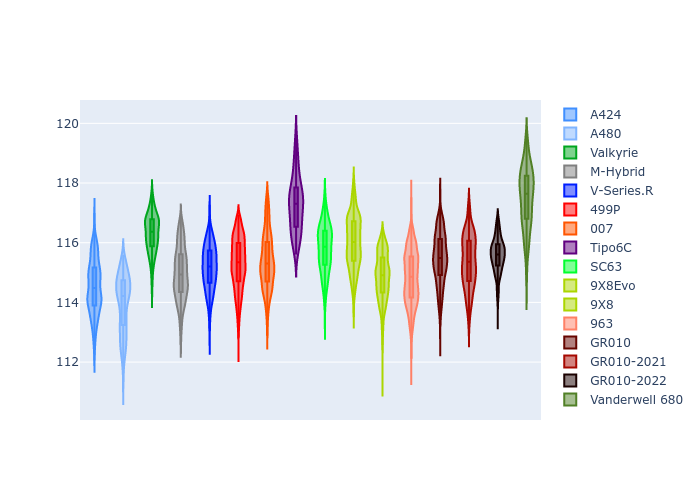 120
118
116
114
112
A424
A480
Valkyrie
M-Hybrid
V-Series.R
499P
007
Tipo6C
SC63
9X8Evo
9X8
963
GR010
GR010-2021
GR010-2022
Vanderwell 680